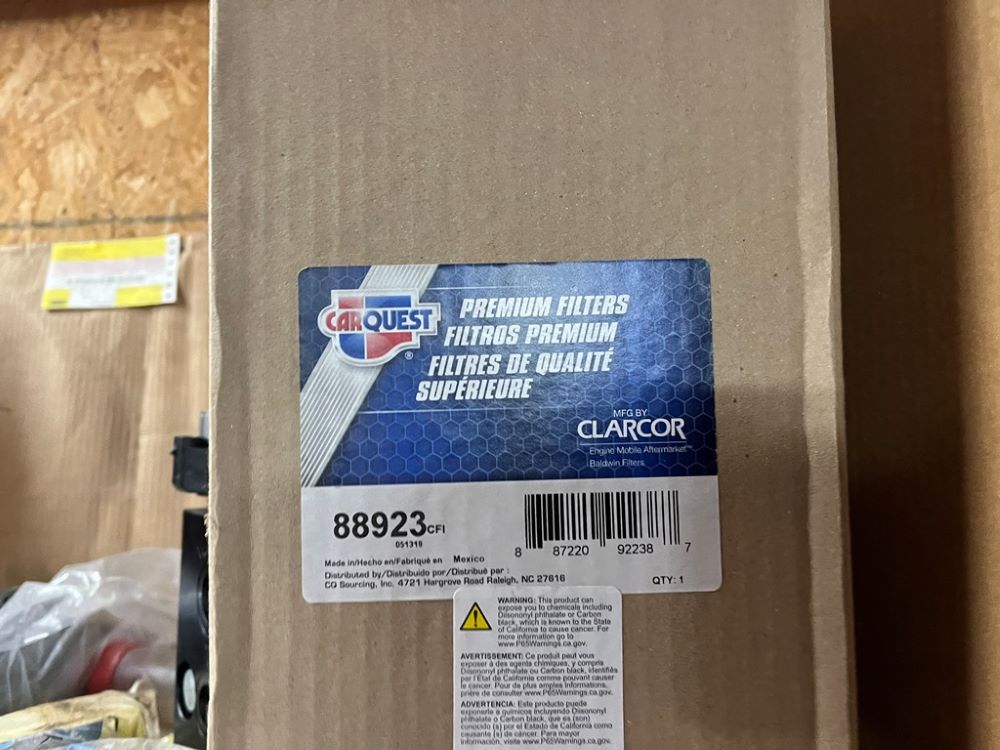 CARQUEST
®
PREMIUM FILTERS
FILTROS PREMIUM
FILTRES DE QUALITÉ
SUPÉRIEURE
MFG BY
CLARCOR
Engine Mobile Aftermarket™
Baldwin Filters
88923 CFI
051319
8 87220 92238 7
Made in/Hecho en/Fabriqué en Mexico
Distributed by/Distribuido por/Distribué par :
CQ Sourcing, Inc. 4721 Hargrove Road Raleigh, NC 27616
QTY: 1
WARNING: This product can
expose you to chemicals including
Diisononyl phthalate or Carbon
black, which is known to the State
of California to cause cancer. For
more information go to
www.P65Warnings.ca.gov.
AVERTISSEMENT: Ce produit peut vous
exposer à des agents chimiques, y compris
Diisononyl phthalate ou Carbon black, identifiés
par l'État de Californie comme pouvant causer
le cancer. Pour de plus amples informations,
prière de consulter www.P65Warnings.ca.gov.
ADVERTENCIA: Este producto puede
exponerle a químicos incluyendo Diisononyl
phthalate o Carbon black, que es (son)
conocido (s) por el Estado de California como
causante (s) de cáncer. Para mayor
información, visite www.P65Warnings.ca.gov.